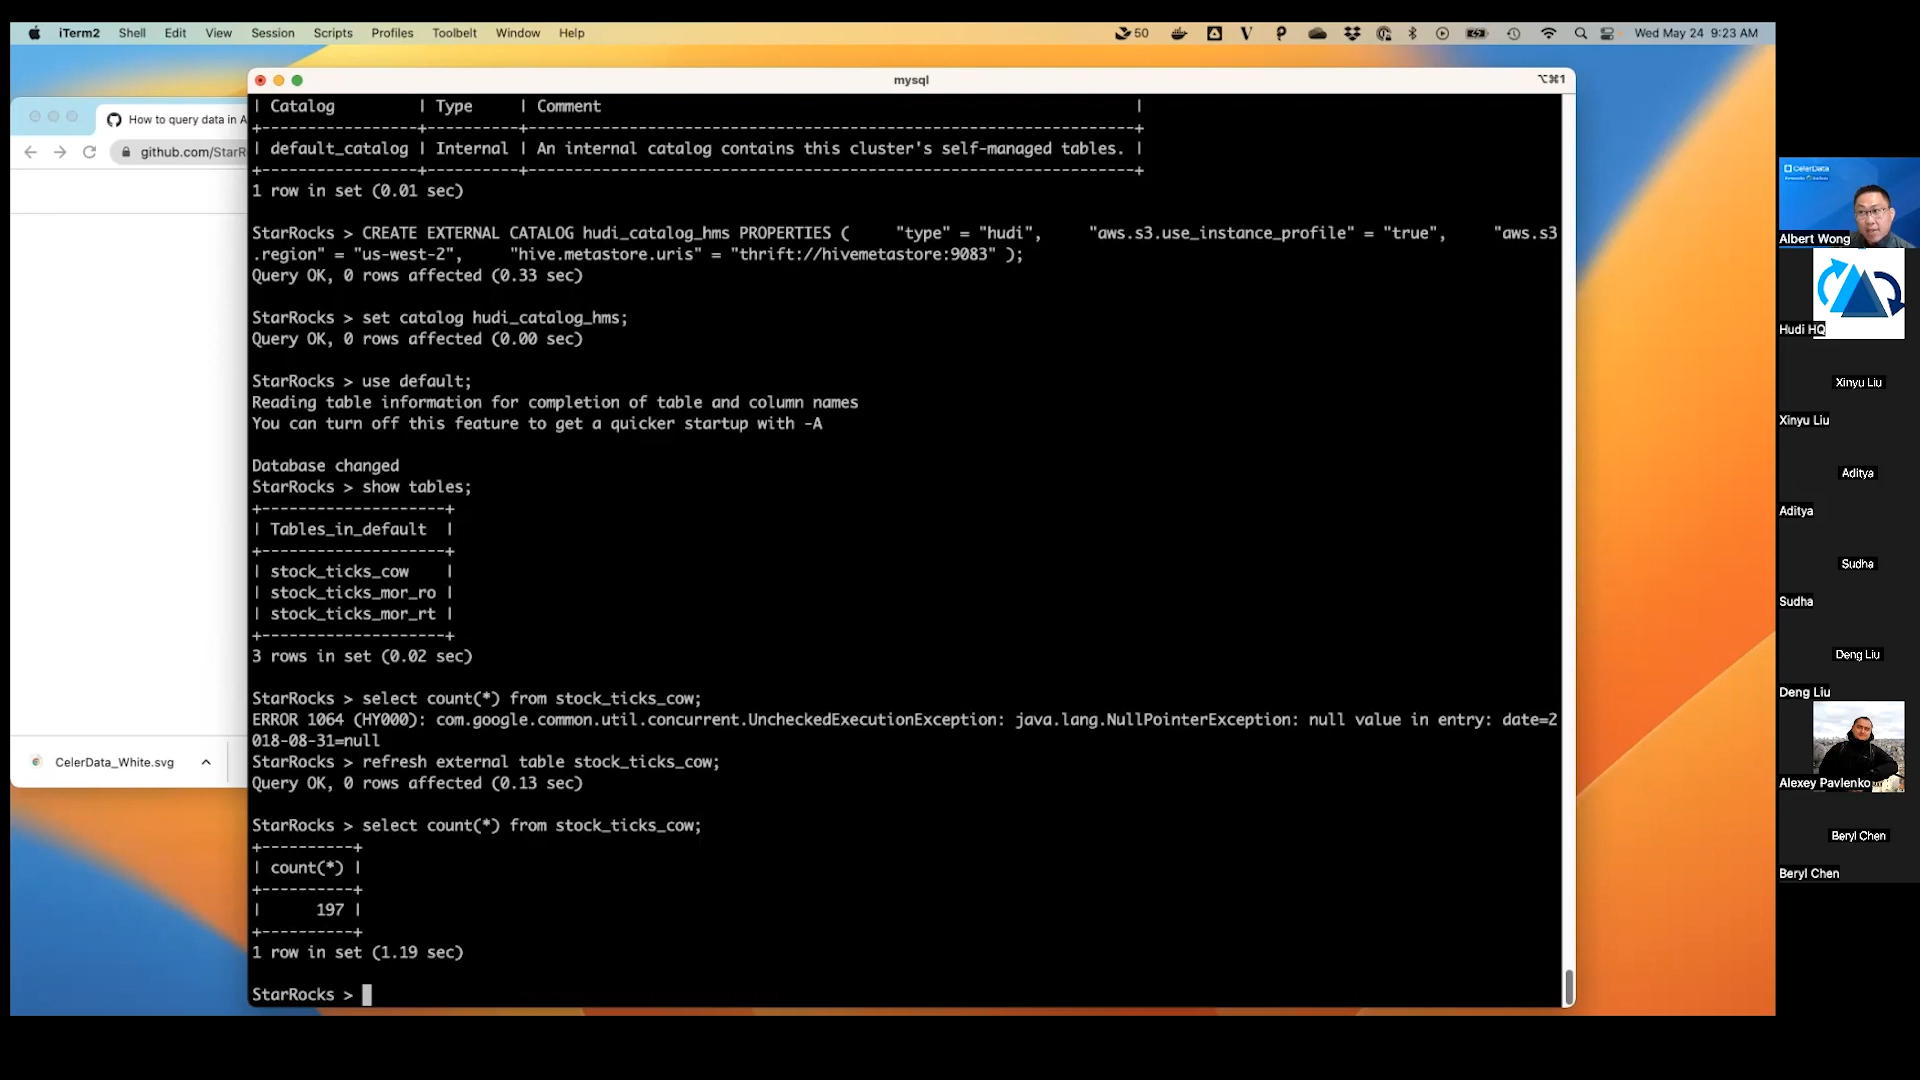 iTerm2 Shell Edit View Session Scripts Profiles Toolbelt Window Help
50 Wed May 24 9:23 AM
mysql
⌥⌘1
How to query data in A
github.com/StarR
| Catalog | Type | Comment |
+-----------------+----------+------------------------------------------------------------------+
| default_catalog | Internal | An internal catalog contains this cluster's self-managed tables. |
+-----------------+----------+------------------------------------------------------------------+
1 row in set (0.01 sec)
StarRocks > CREATE EXTERNAL CATALOG hudi_catalog_hms PROPERTIES ( "type" = "hudi", "aws.s3.use_instance_profile" = "true", "aws.s3
.region" = "us-west-2", "hive.metastore.uris" = "thrift://hivemetastore:9083" );
Query OK, 0 rows affected (0.33 sec)
StarRocks > set catalog hudi_catalog_hms;
Query OK, 0 rows affected (0.00 sec)
StarRocks > use default;
Reading table information for completion of table and column names
You can turn off this feature to get a quicker startup with -A
Database changed
StarRocks > show tables;
+--------------------+
| Tables_in_default |
+--------------------+
| stock_ticks_cow |
| stock_ticks_mor_ro |
| stock_ticks_mor_rt |
+--------------------+
3 rows in set (0.02 sec)
StarRocks > select count(*) from stock_ticks_cow;
ERROR 1064 (HY000): com.google.common.util.concurrent.UncheckedExecutionException: java.lang.NullPointerException: null value in entry: date=2
018-08-31=null
StarRocks > refresh external table stock_ticks_cow;
Query OK, 0 rows affected (0.13 sec)
StarRocks > select count(*) from stock_ticks_cow;
+----------+
| count(*) |
+----------+
| 197 |
+----------+
1 row in set (1.19 sec)
StarRocks >
CelerData_White.svg
CelerData
Albert Wong
Hudi HQ
Xinyu Liu
Xinyu Liu
Aditya
Aditya
Sudha
Sudha
Deng Liu
Deng Liu
Alexey Pavlenko
Beryl Chen
Beryl Chen